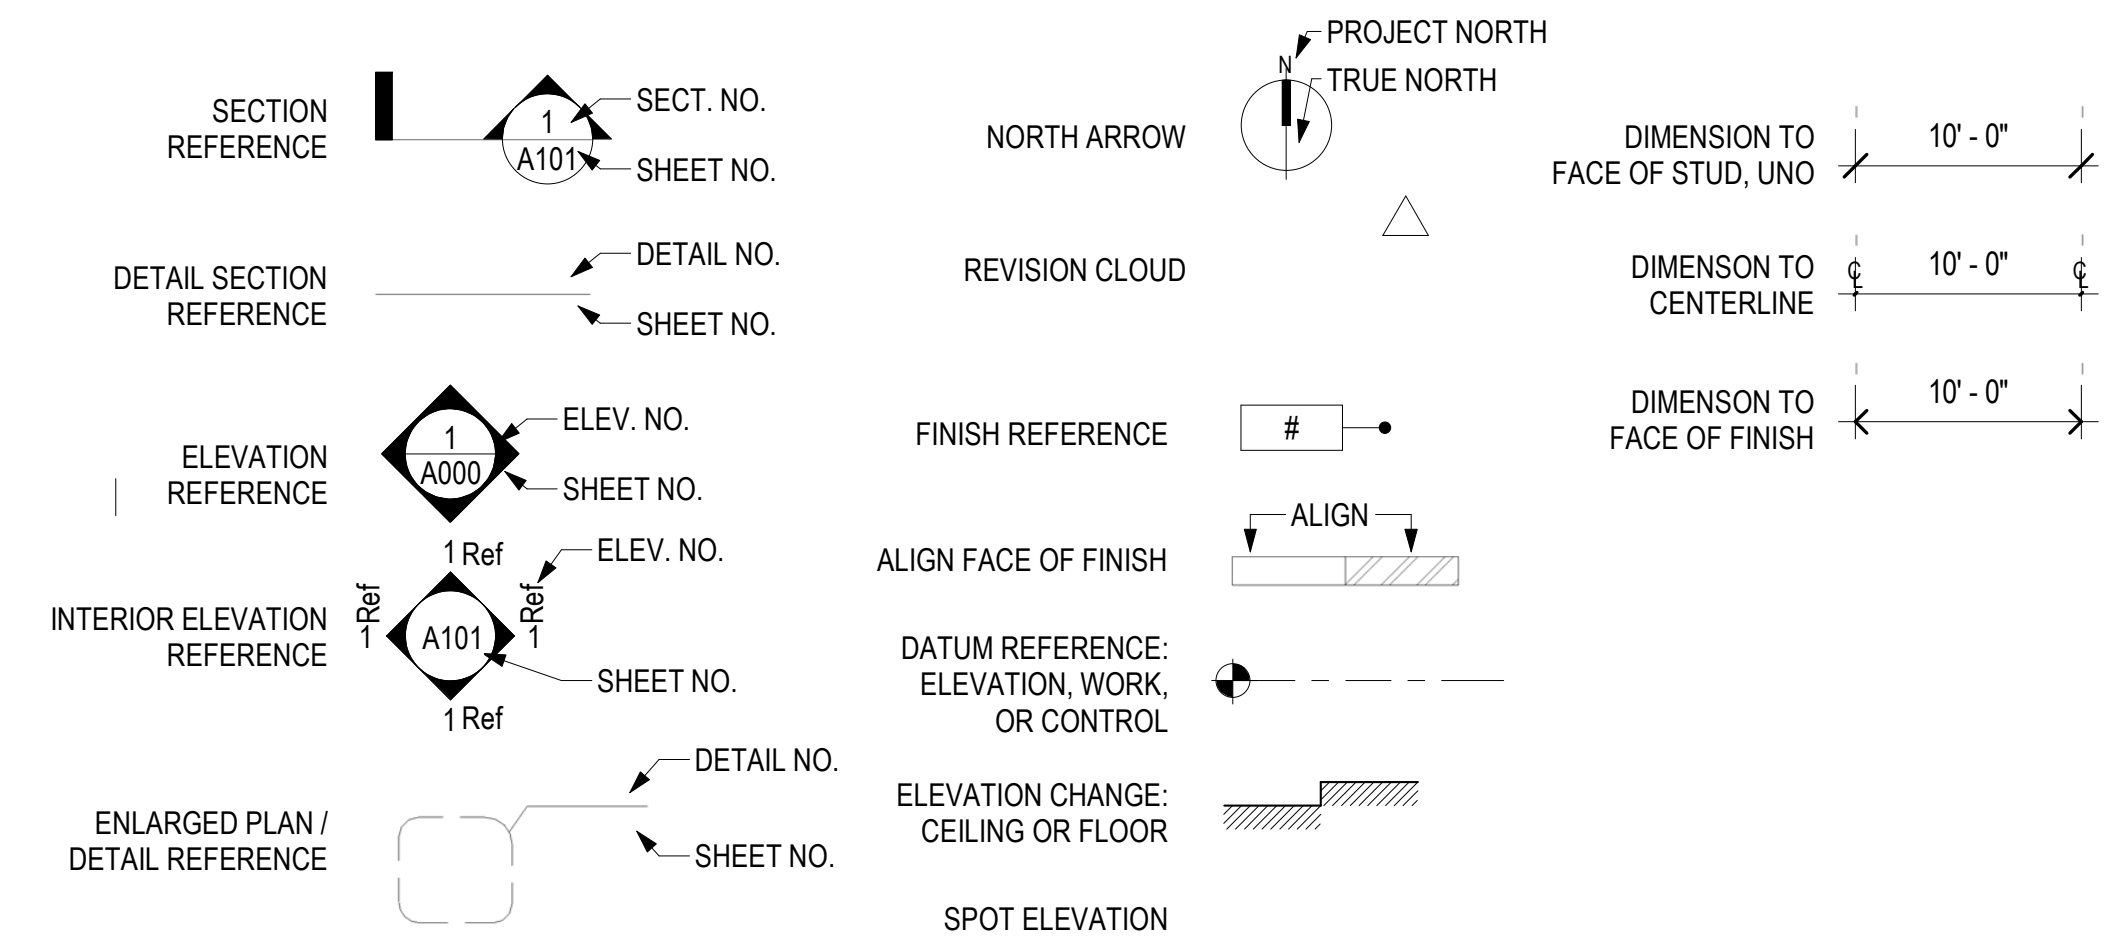 SECTION
REFERENCE
1
A101
SECT. NO.
SHEET NO.
DETAIL SECTION
REFERENCE
DETAIL NO.
SHEET NO.
ELEVATION
REFERENCE
1
A000
ELEV. NO.
SHEET NO.
INTERIOR ELEVATION
REFERENCE
1 Ref
1 Ref
A101
1 Ref
1 Ref
ELEV. NO.
SHEET NO.
ENLARGED PLAN /
DETAIL REFERENCE
DETAIL NO.
SHEET NO.
NORTH ARROW
N
PROJECT NORTH
TRUE NORTH
REVISION CLOUD
FINISH REFERENCE
#
ALIGN FACE OF FINISH
ALIGN
DATUM REFERENCE:
ELEVATION, WORK,
OR CONTROL
ELEVATION CHANGE:
CEILING OR FLOOR
SPOT ELEVATION
DIMENSION TO
FACE OF STUD, UNO
10' - 0"
DIMENSON TO
CENTERLINE
℄
10' - 0"
℄
DIMENSON TO
FACE OF FINISH
10' - 0"